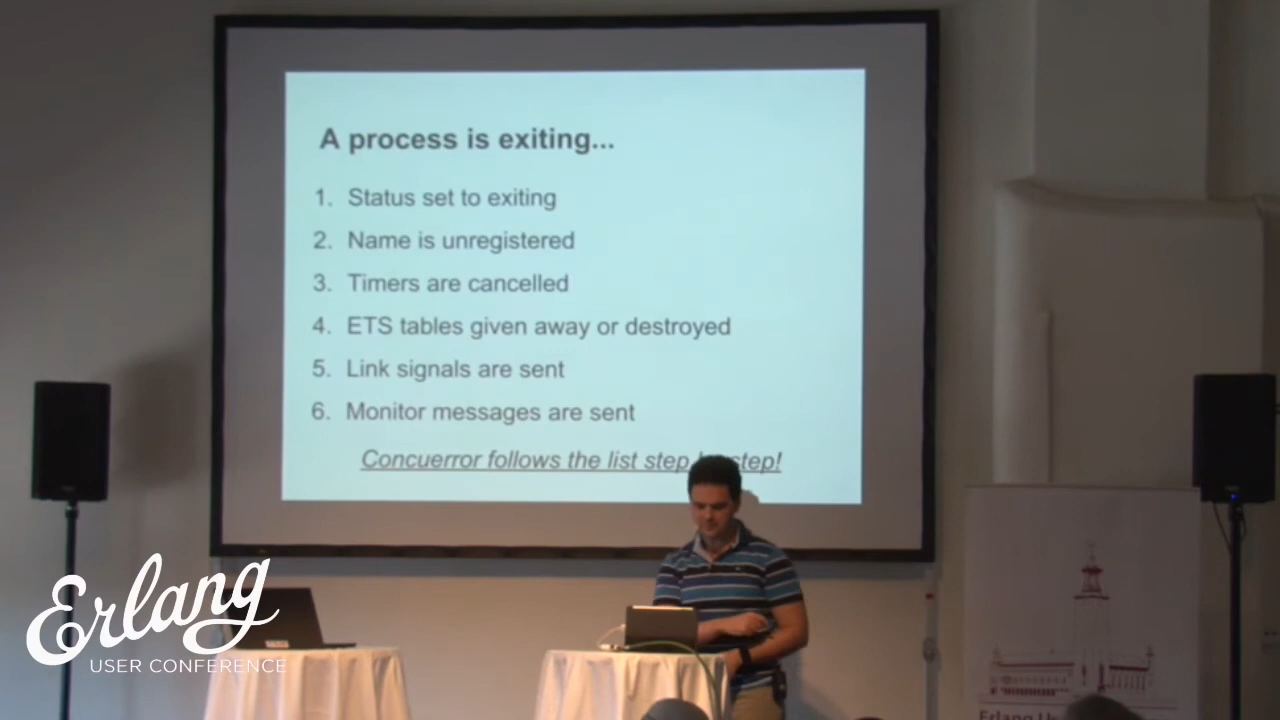 A process is exiting...
1. Status set to exiting
2. Name is unregistered
3. Timers are cancelled
4. ETS tables given away or destroyed
5. Link signals are sent
6. Monitor messages are sent
Concuerror follows the list step step!
Erlang
USER CONFERENCE
Erlang